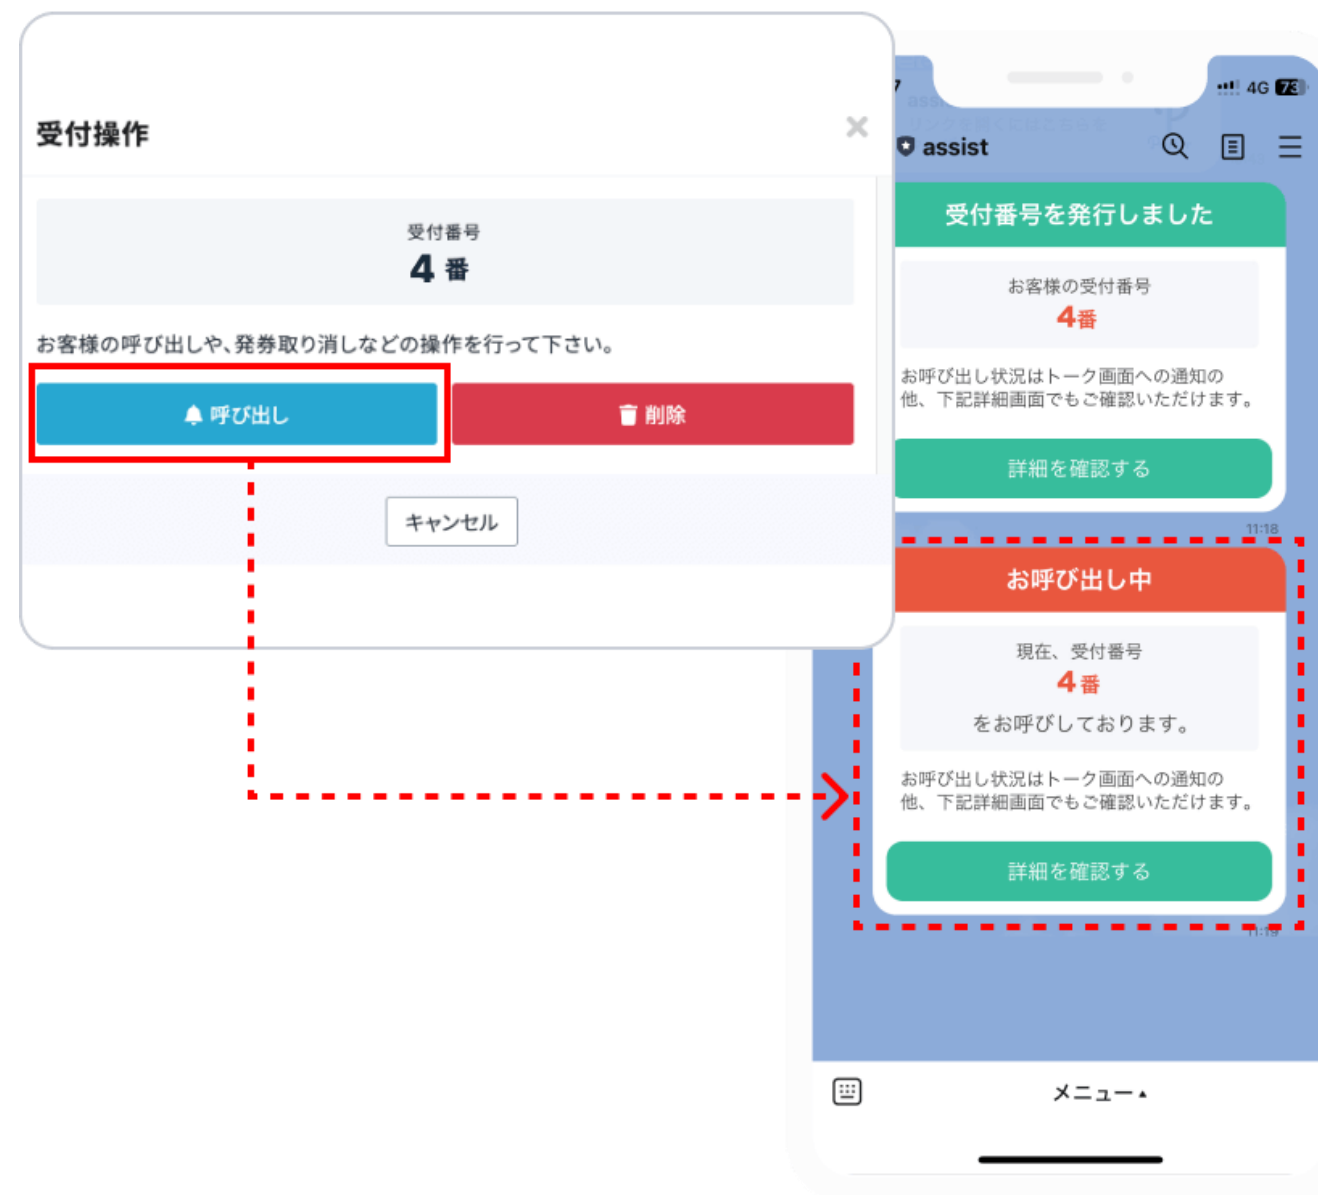 受付操作
×
受付番号
4 番
お客様の呼び出しや、発券取り消しなどの操作を行って下さい。
呼び出し
削除
キャンセル
4G 73
assist
受付番号を発行しました
お客様の受付番号
4番
お呼び出し状況はトーク画面への通知の
他、下記詳細画面でもご確認いただけます。
詳細を確認する
11:18
お呼び出し中
現在、受付番号
4番
をお呼びしております。
お呼び出し状況はトーク画面への通知の
他、下記詳細画面でもご確認いただけます。
詳細を確認する
11:19
メニュー▲